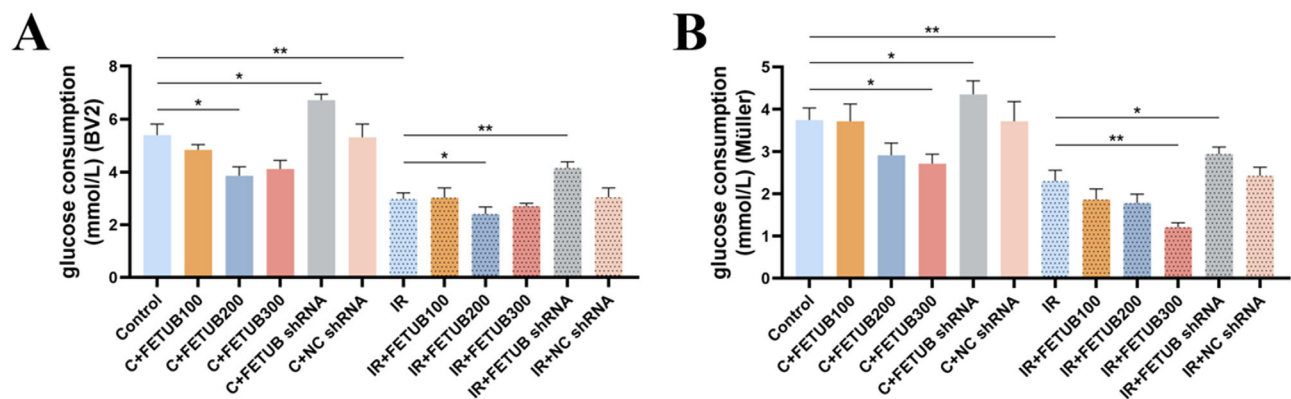 A
glucose consumption
(mmol/L) (BV2)
8
6
4
2
0
**
*
*
**
*
Control
C+FETUB100
C+FETUB200
C+FETUB300
C+FETUB shRNA
C+NC shRNA
IR
IR+FETUB100
IR+FETUB200
IR+FETUB300
IR+FETUB shRNA
IR+NC shRNA
B
glucose consumption
(mmol/L) (Müller)
5
4
3
2
1
0
**
*
*
*
**
Control
C+FETUB100
C+FETUB200
C+FETUB300
C+FETUB shRNA
C+NC shRNA
IR
IR+FETUB100
IR+FETUB200
IR+FETUB300
IR+FETUB shRNA
IR+NC shRNA